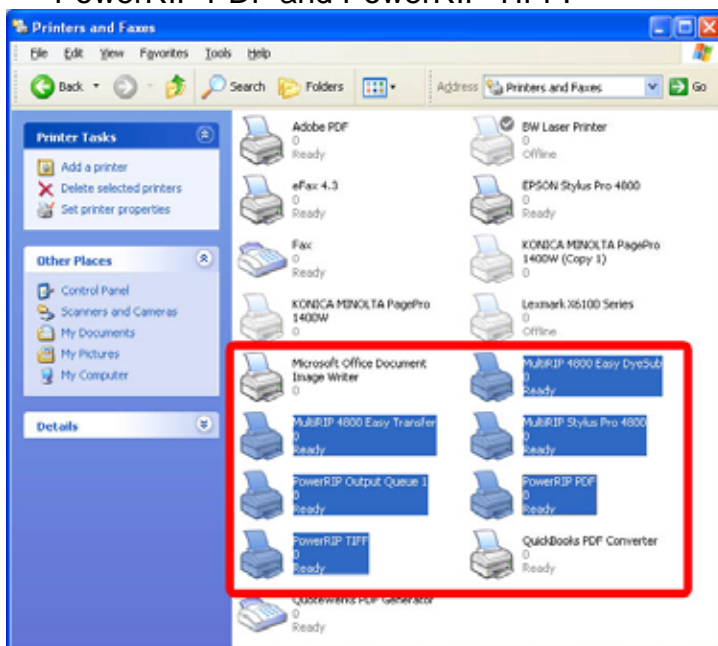 PowerRIP PDF and PowerRIP TIFF.
Printers and Faxes
File Edit View Favorites Tools Help
Back Search Folders Address Printers and Faxes Go
Printer Tasks
Add a printer
Delete selected printers
Set printer properties
Other Places
Control Panel
Scanners and Cameras
My Documents
My Pictures
My Computer
Details
Adobe PDF
0
Ready
BW Laser Printer
0
Offline
eFax 4.3
0
Ready
EPSON Stylus Pro 4800
0
Ready
Fax
0
Ready
KONICA MINOLTA PagePro
1400W (Copy 1)
0
KONICA MINOLTA PagePro
1400W
0
Lexmark X6100 Series
0
Offline
Microsoft Office Document
Image Writer
0
MultiRIP 4800 Easy DyeSub
0
Ready
MultiRIP 4800 Easy Transfer
0
Ready
MultiRIP Stylus Pro 4800
0
Ready
PowerRIP Output Queue 1
0
Ready
PowerRIP PDF
0
Ready
PowerRIP TIFF
0
Ready
QuickBooks PDF Converter
0
Ready
Quotewerks PDF Generator
0
Ready